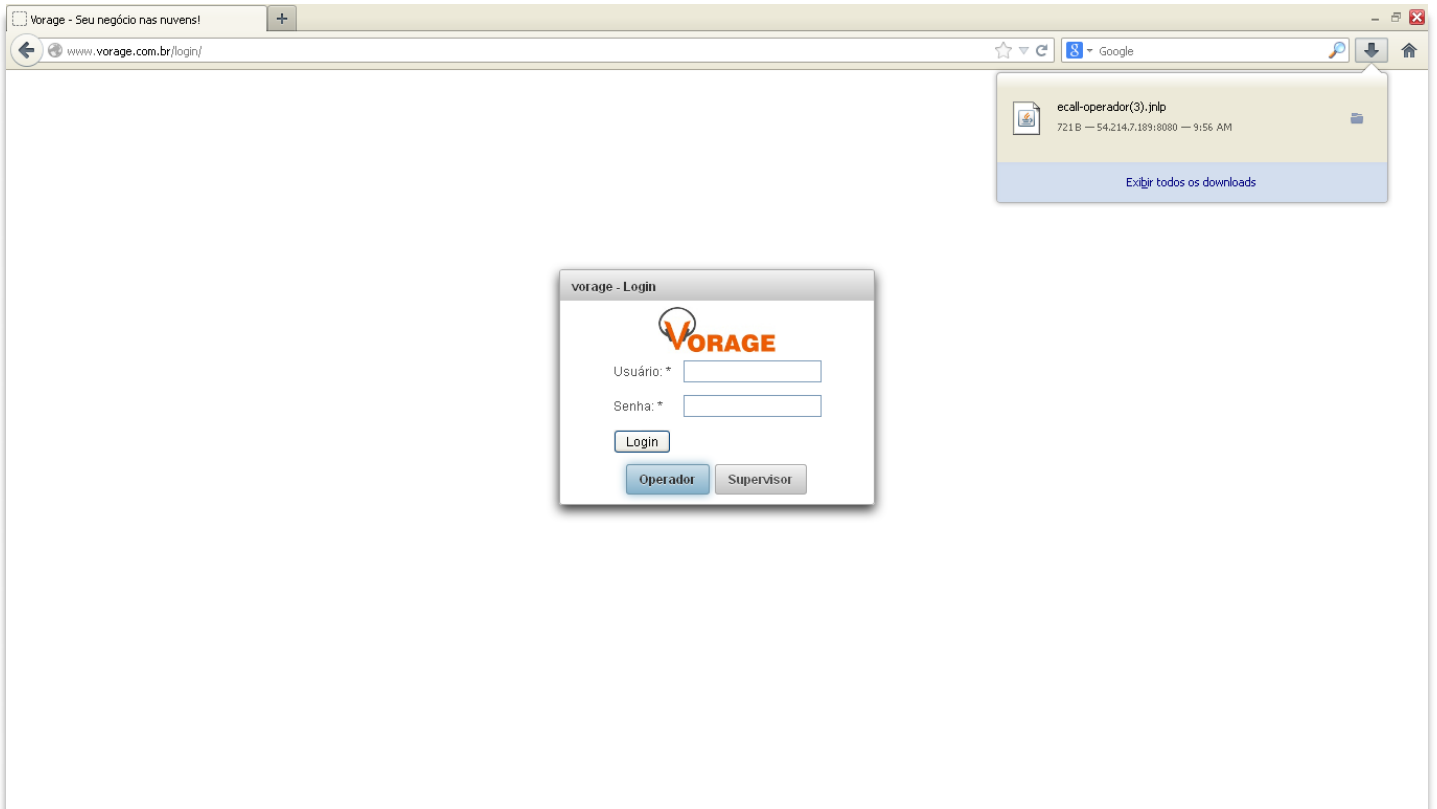 Vorage - Seu negócio nas nuvens!
www.vorage.com.br/login/
Google
ecall-operador(3).jnlp
721 B — 54.214.7.189:8080 — 9:56 AM
Exibir todos os downloads
vorage - Login
VORAGE
Usuário: *
Senha: *
Login
Operador Supervisor